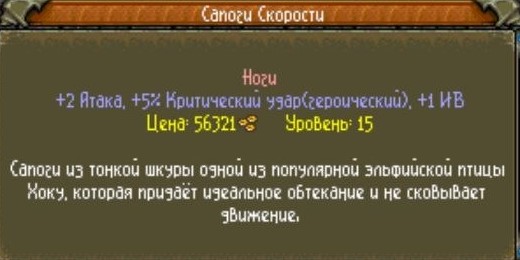 Сапоги Скорости
Ноги
+2 Атака, +5% Критический удар(героический), +1 ИВ
Цена: 56321 Уровень: 15
Сапоги из тонкой шкуры одной из популярной эльфийской птицы
Хоку, которая придаёт идеальное обтекание и не сковывает
движение.